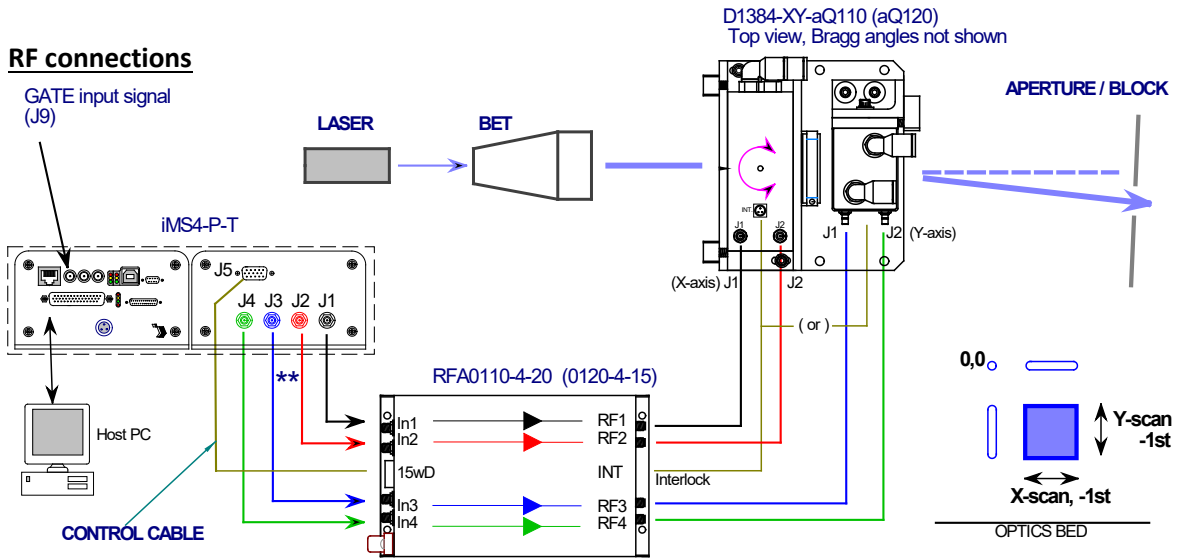 D1384-XY-aQ110 (aQ120)
Top view, Bragg angles not shown
RF connections
GATE input signal
(J9)
LASER
BET
APERTURE / BLOCK
INT.
J1
J2
J1
J2 (Y-axis)
(X-axis) J1
J2
iMS4-P-T
J5
J4
J3
J2
J1
**
( or )
RFA0110-4-20 (0120-4-15)
0,0
In1
RF1
In2
RF2
Y-scan
-1st
Host PC
15wD
INT
Interlock
X-scan, -1st
In3
RF3
In4
RF4
CONTROL CABLE
OPTICS BED